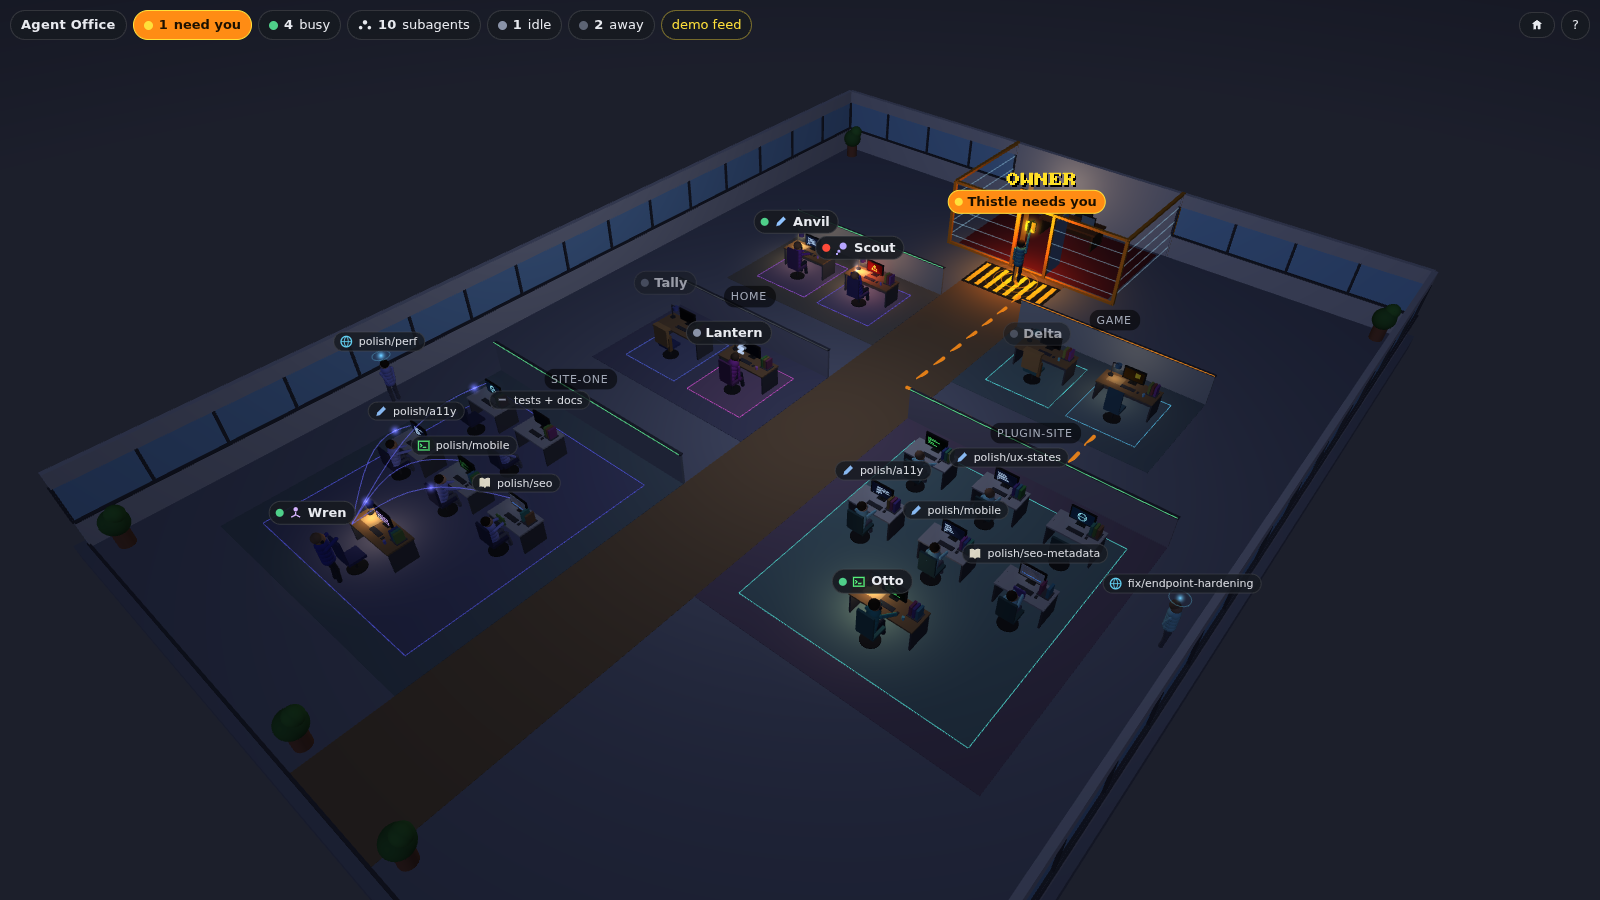 Agent Office
1 need you
4 busy
10 subagents
1 idle
2 away
demo feed
?
OWNER
Thistle needs you
Anvil
Scout
Tally
HOME
Lantern
GAME
Delta
polish/perf
SITE-ONE
tests + docs
polish/a11y
polish/mobile
polish/seo
Wren
PLUGIN-SITE
polish/ux-states
polish/a11y
polish/mobile
polish/seo-metadata
Otto
fix/endpoint-hardening